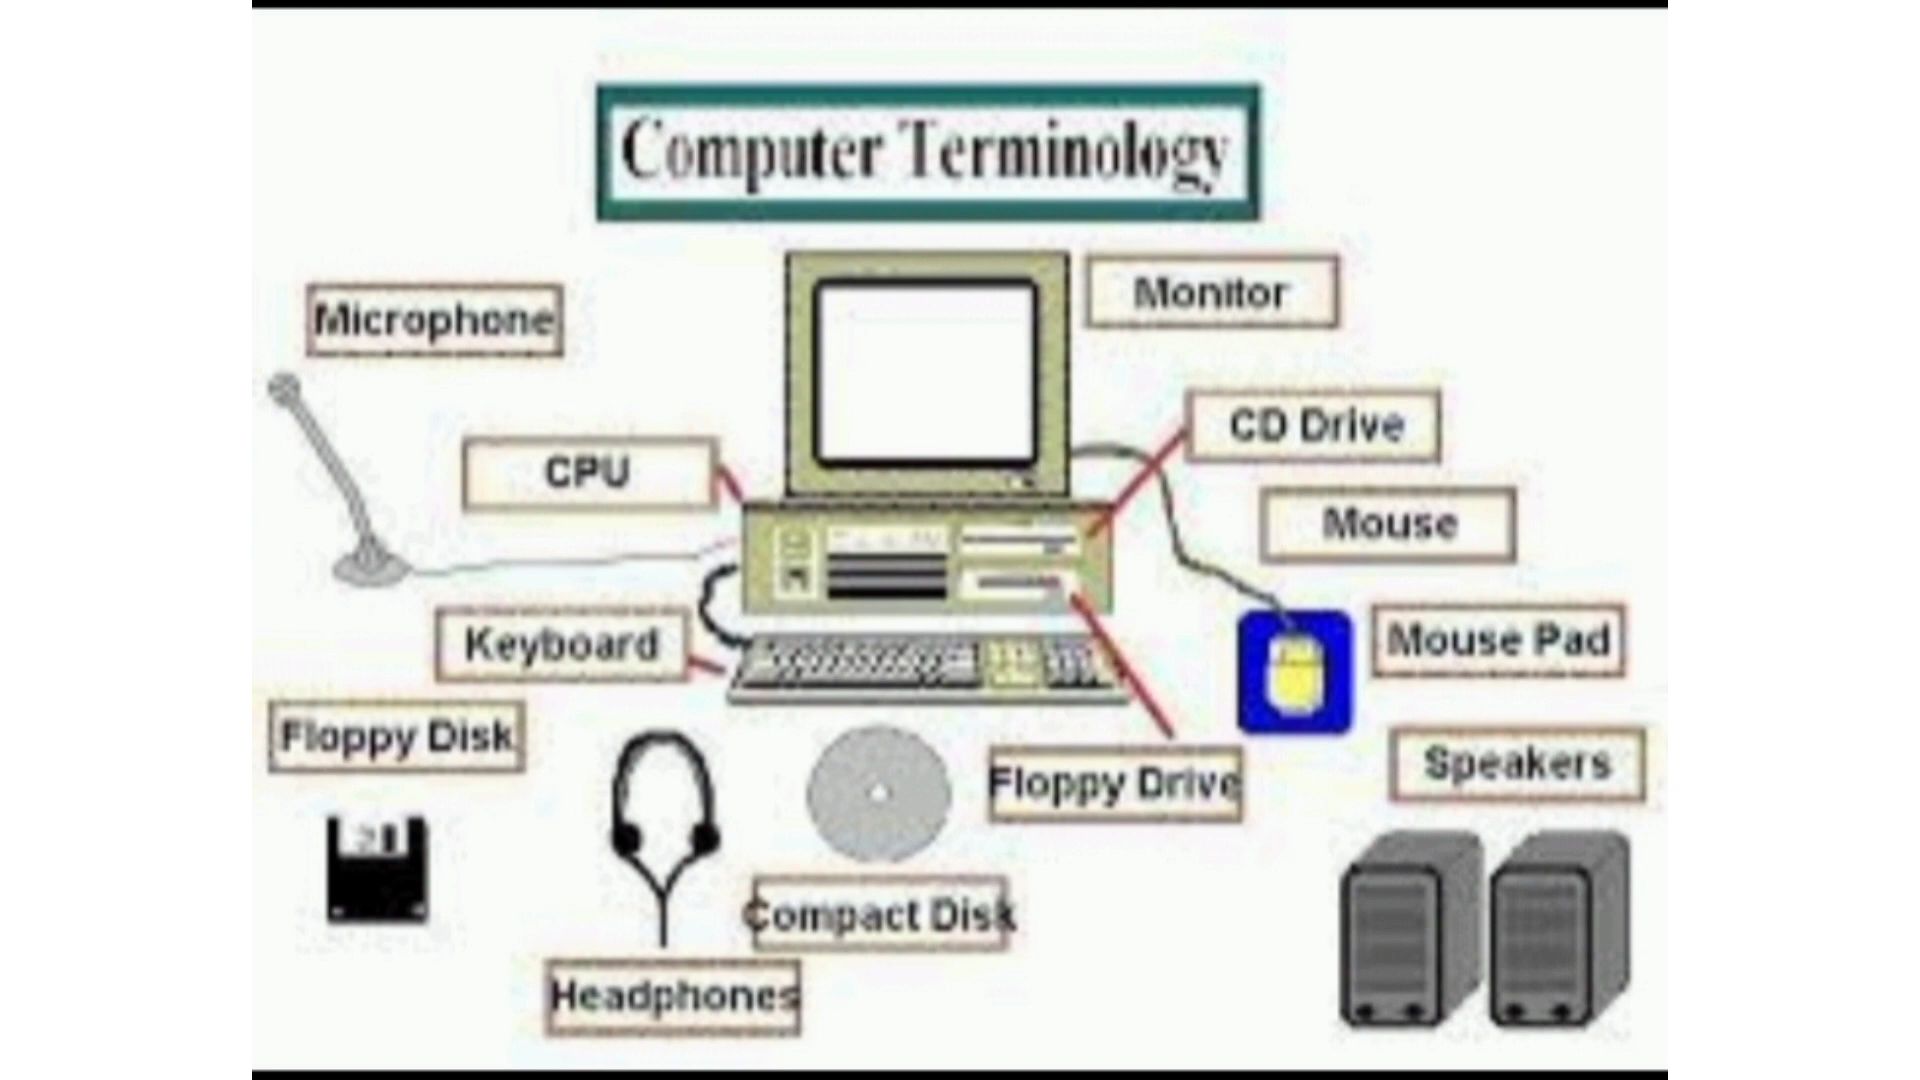 Computer Terminology
Monitor
Microphone
CD Drive
CPU
Mouse
Keyboard
Mouse Pad
Floppy Disk
Speakers
Floppy Drive
Compact Disk
Headphones